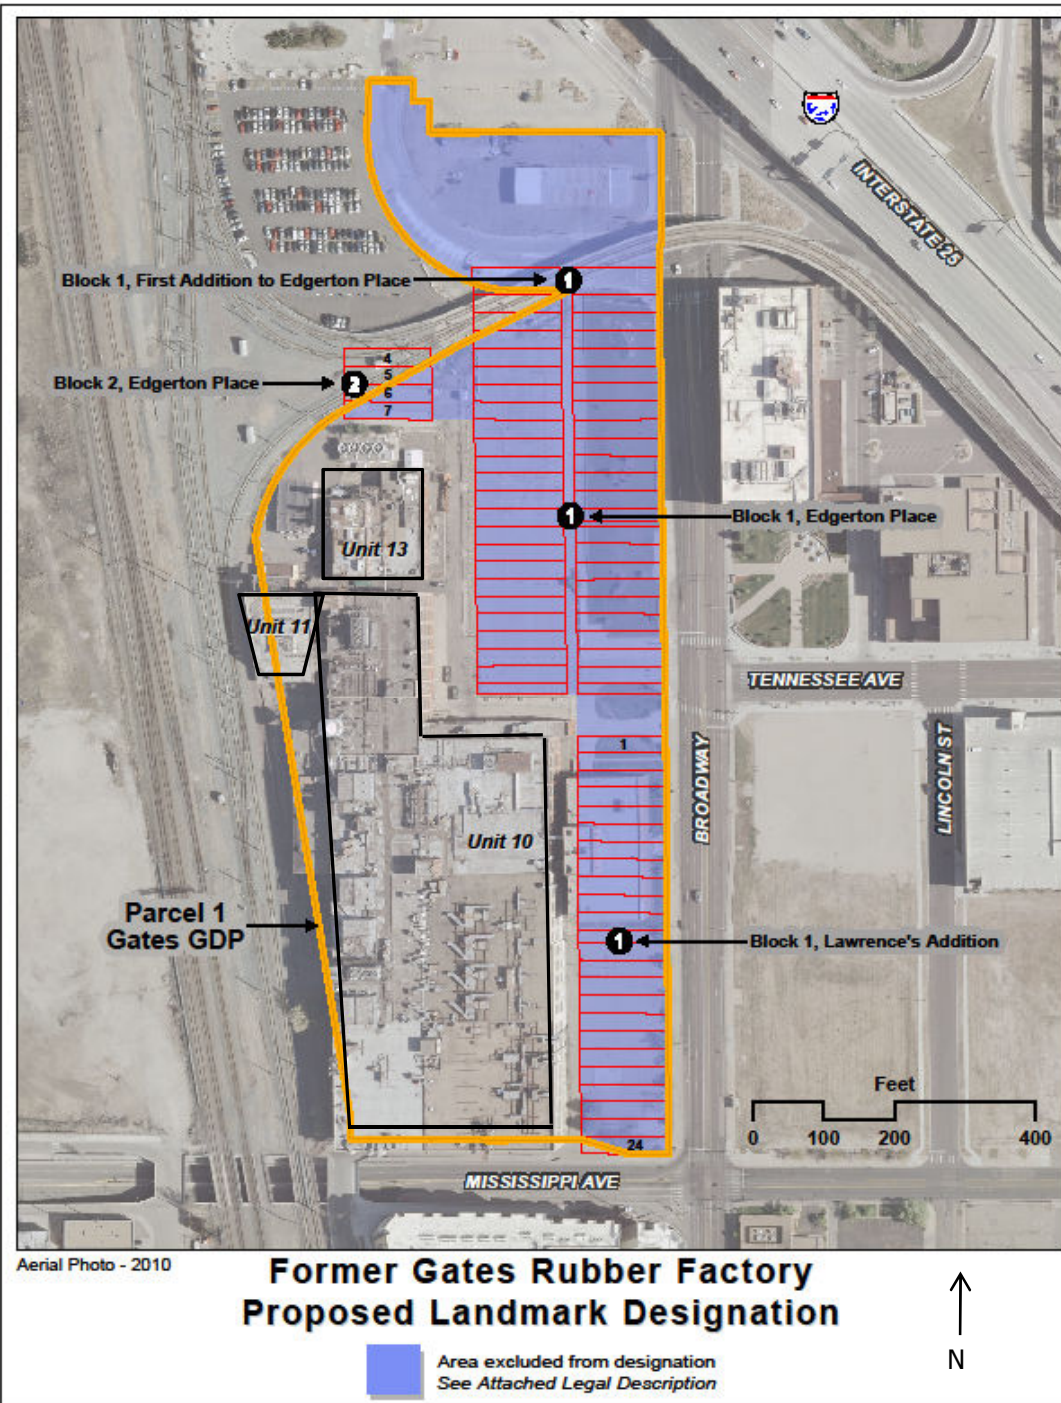 INTERSTATE 25
Block 1, First Addition to Edgerton Place
1
4
5
Block 2, Edgerton Place
2
6
7
1
Block 1, Edgerton Place
Unit 13
Unit 11
TENNESSEE AVE
1
BROADWAY
LINCOLN ST
Unit 10
Parcel 1
Gates GDP
1
Block 1, Lawrence's Addition
Feet
0 100 200 400
24
MISSISSIPPI AVE
Aerial Photo - 2010
Former Gates Rubber Factory
Proposed Landmark Designation
N
Area excluded from designation
See Attached Legal Description